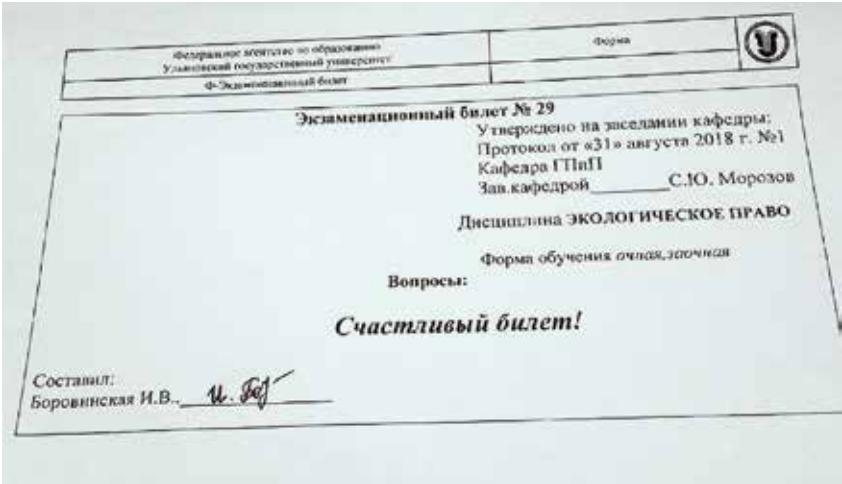 Федеральное агентство по образованию
Ульяновский государственный университет
Форма
Ф-Экзаменационный билет
Экзаменационный билет № 29
Утверждено на заседании кафедры:
Протокол от «31» августа 2018 г. №1
Кафедра ГПиП
Зав.кафедрой________С.Ю. Морозов
Дисциплина ЭКОЛОГИЧЕСКОЕ ПРАВО
Форма обучения очная,заочная
Вопросы:
Счастливый билет!
Составил:
Боровинская И.В.